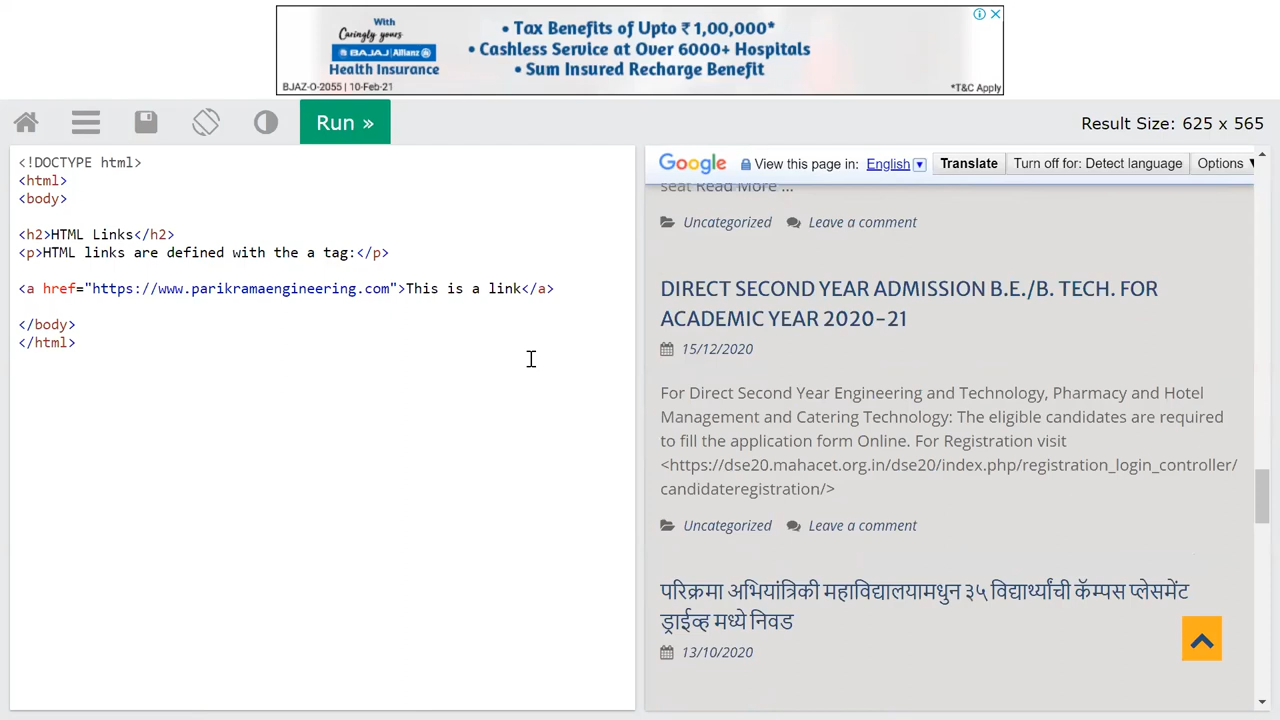 With
Caringly yours
BAJAJ | Allianz
Health Insurance
BJAZ-O-2055 | 10-Feb-21
• Tax Benefits of Upto ₹ 1,00,000*
• Cashless Service at Over 6000+ Hospitals
• Sum Insured Recharge Benefit
*T&C Apply
Run »
Result Size: 625 x 565
<!DOCTYPE html>
<html>
<body>
<h2>HTML Links</h2>
<p>HTML links are defined with the a tag:</p>
<a href="https://www.parikramaengineering.com">This is a link</a>
</body>
</html>
Google View this page in: English Translate Turn off for: Dect language Options
seat Read More ...
Uncategorized Leave a comment
DIRECT SECOND YEAR ADMISSION B.E./B. TECH. FOR
ACADEMIC YEAR 2020-21
15/12/2020
For Direct Second Year Engineering and Technology, Pharmacy and Hotel
Management and Catering Technology: The eligible candidates are required
to fill the application form Online. For Registration visit
<https://dse20.mahacet.org.in/dse20/index.php/registration_login_controller/
candidateregistration/>
Uncategorized Leave a comment
परिक्रमा अभियांत्रिकी महाविद्यालयामधुन ३५ विद्यार्थ्यांची कॅम्पस प्लेसमेंट
ड्राईव्ह मध्ये निवड
13/10/2020